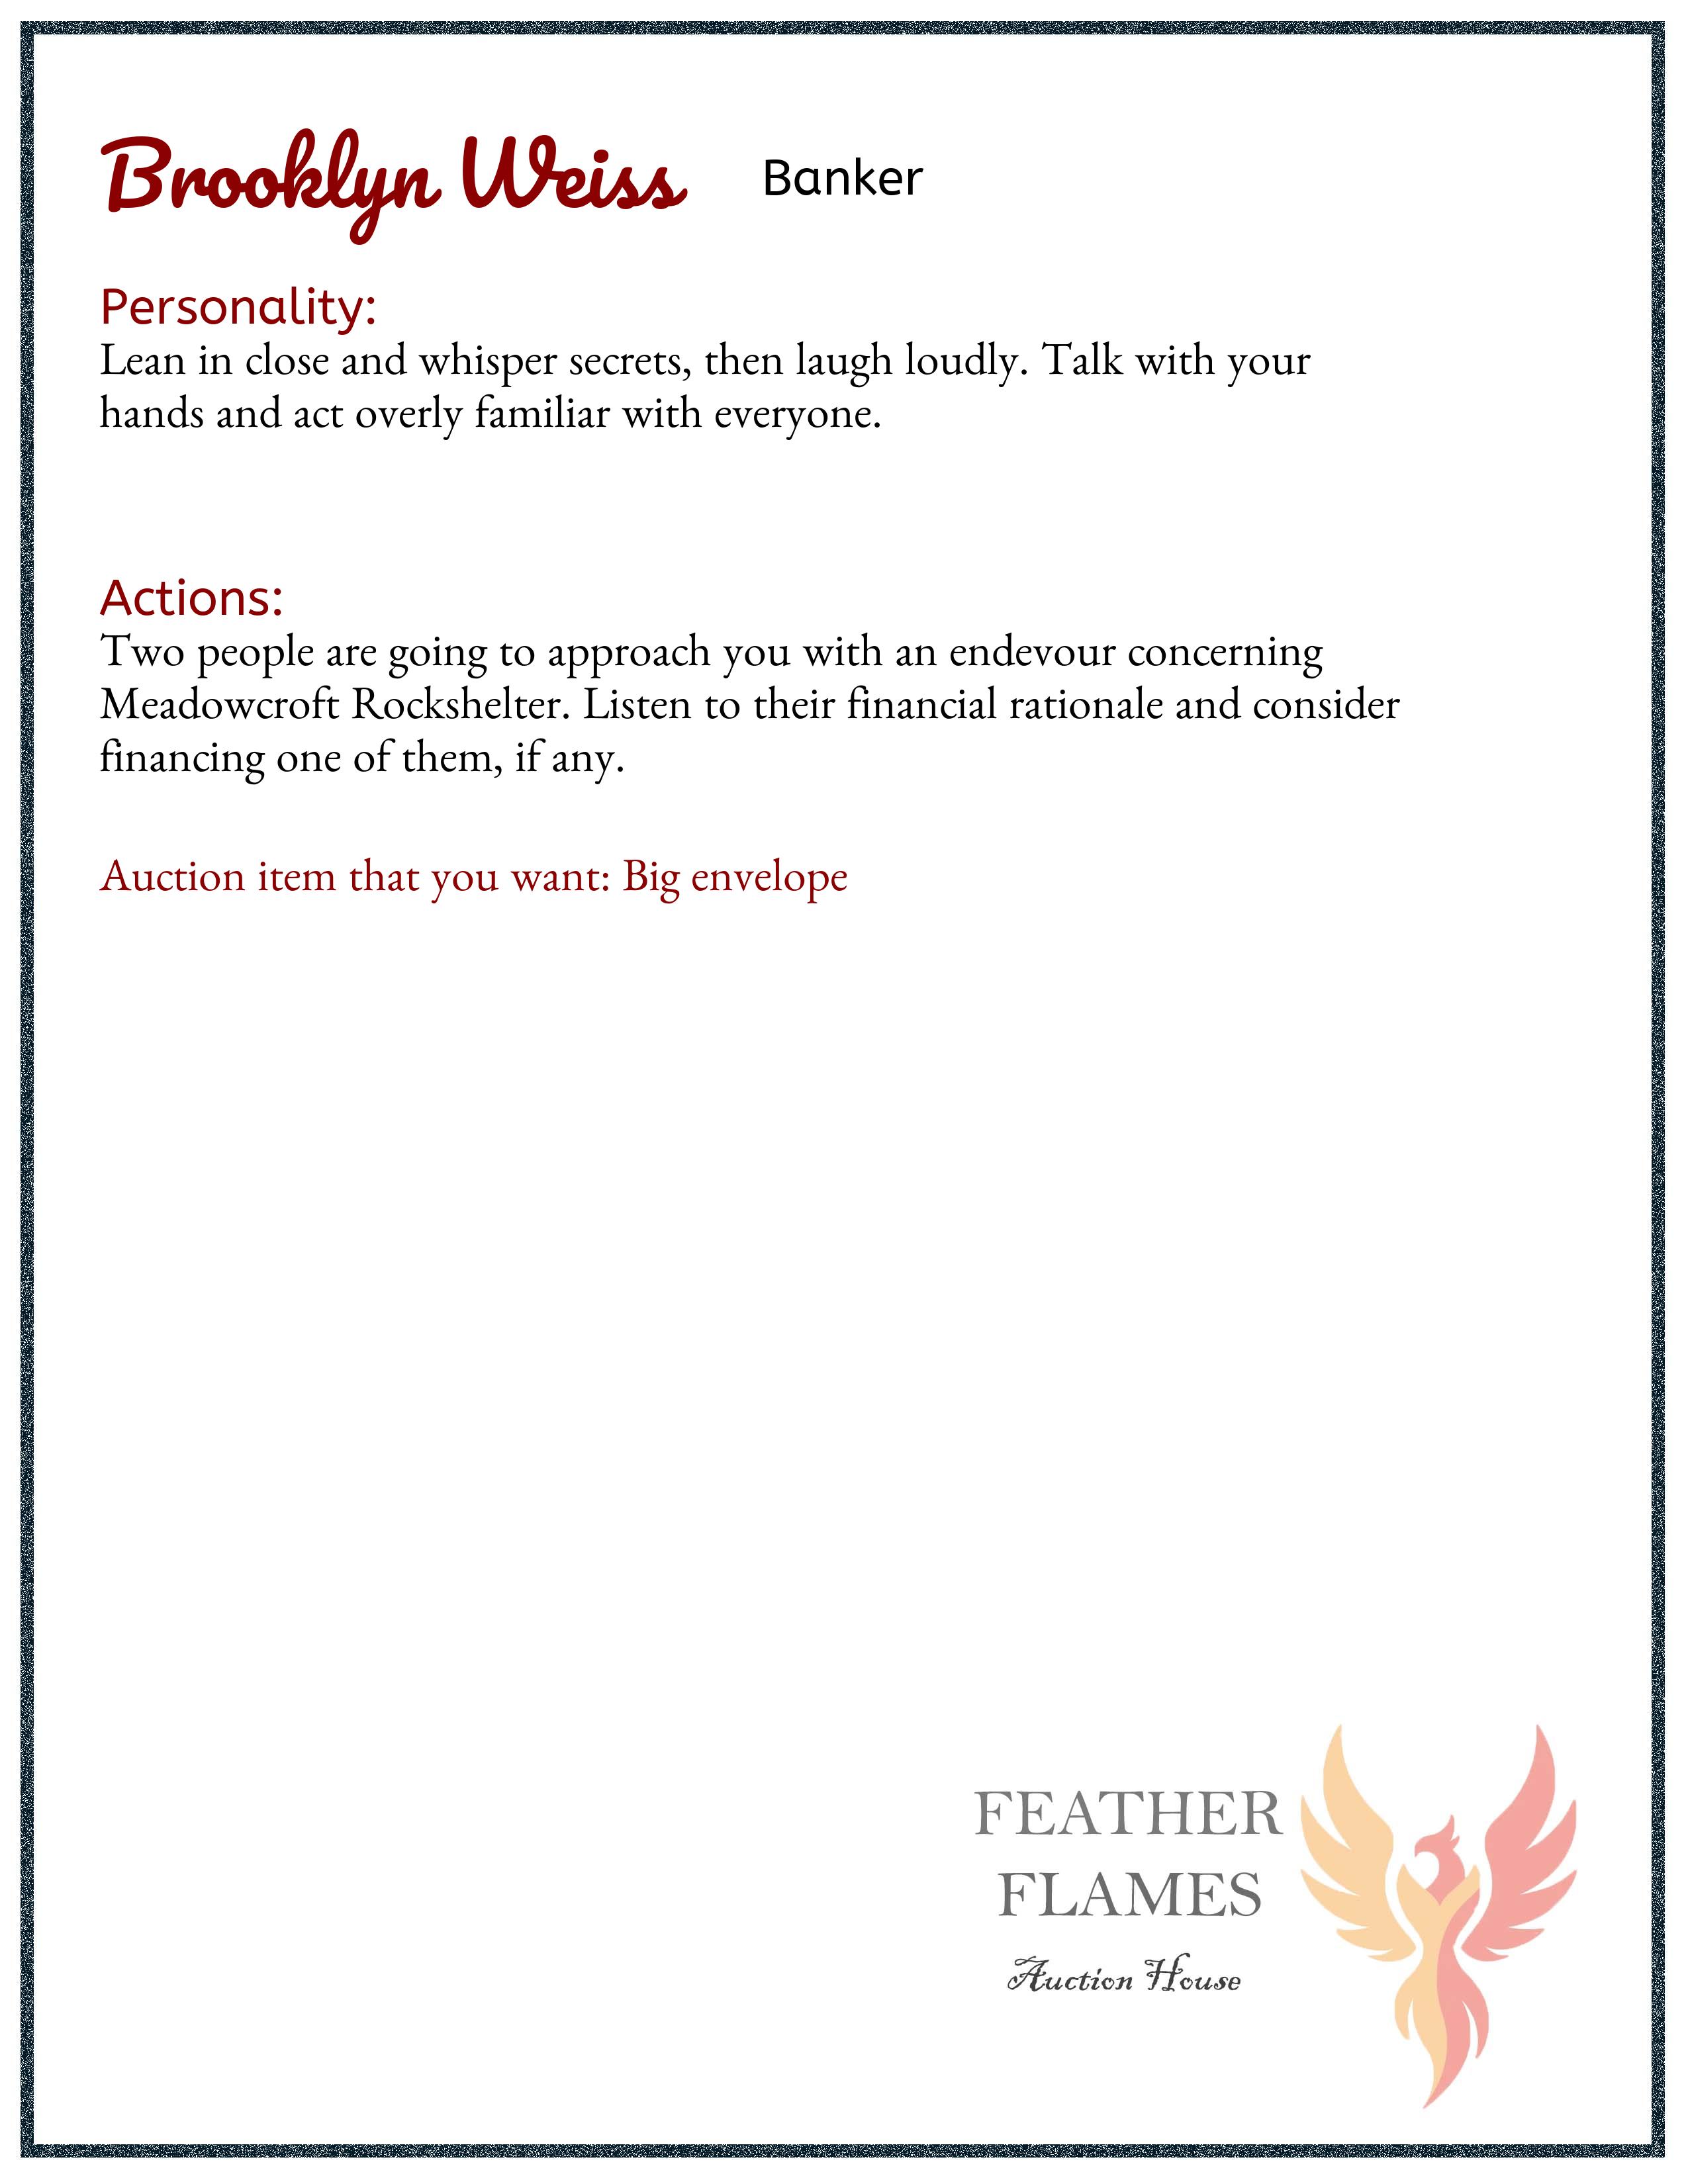 Brooklyn Weiss Banker
Personality:
Lean in close and whisper secrets, then laugh loudly. Talk with your
hands and act overly familiar with everyone.
Actions:
Two people are going to approach you with an endevour concerning
Meadowcroft Rockshelter. Listen to their financial rationale and consider
financing one of them, if any.
Auction item that you want: Big envelope
FEATHER
FLAMES
Auction House